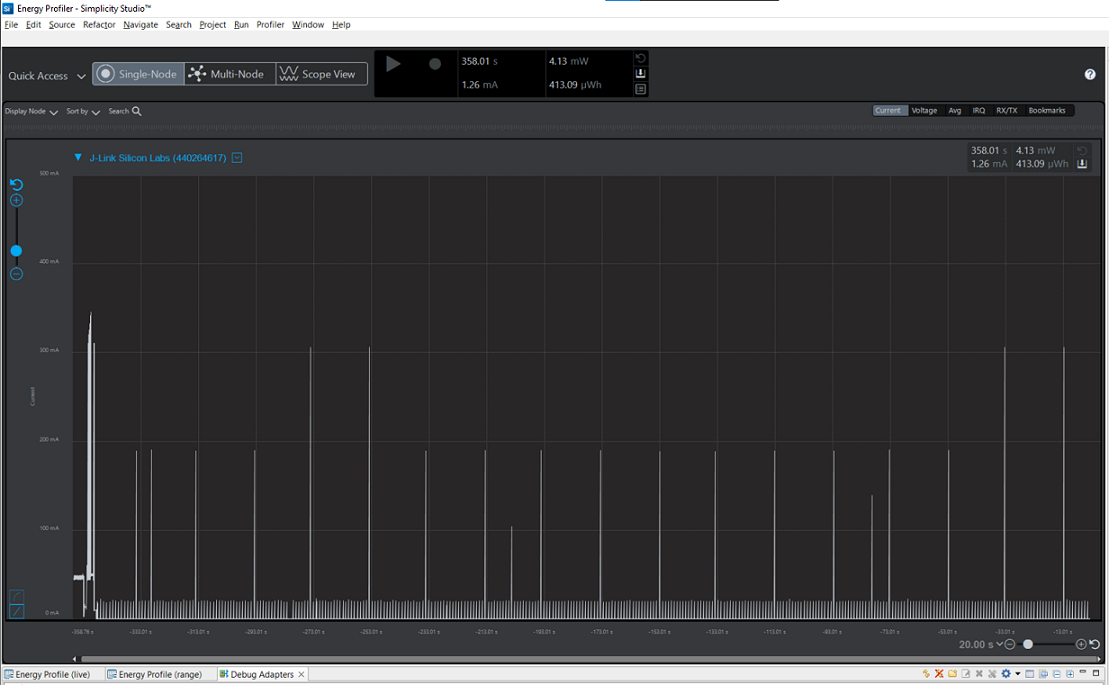 Energy Profiler - Simplicity Studio™
File Edit Source Refactor Navigate Search Project Run Profiler Window Help
Quick Access Single-Node Multi-Node Scope View
358.01 s 4.13 mW
1.26 mA 413.09 µWh
Display Node Sort by Search
Current Voltage Avg IRQ RX/TX Bookmarks
J-Link Silicon Labs (440264617)
358.01 s 4.13 mW
1.26 mA 413.09 µWh
500 mA
400 mA
300 mA
200 mA
100 mA
0 mA
Current
-358.76 s -333.01 s -313.01 s -293.01 s -273.01 s -253.01 s -233.01 s -213.01 s -193.01 s -173.01 s -153.01 s -133.01 s -113.01 s -93.01 s -73.01 s -53.01 s -33.01 s -13.01 s
20.00 s
Energy Profile (live) Energy Profile (range) Debug Adapters